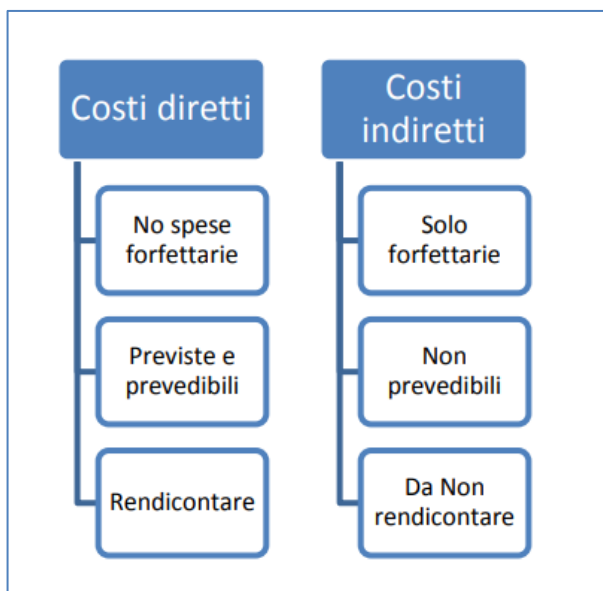 Costi diretti
No spese
forfettarie
Previste e
prevedibili
Rendicontare
Costi
indiretti
Solo
forfettarie
Non
prevedibili
Da Non
rendicontare